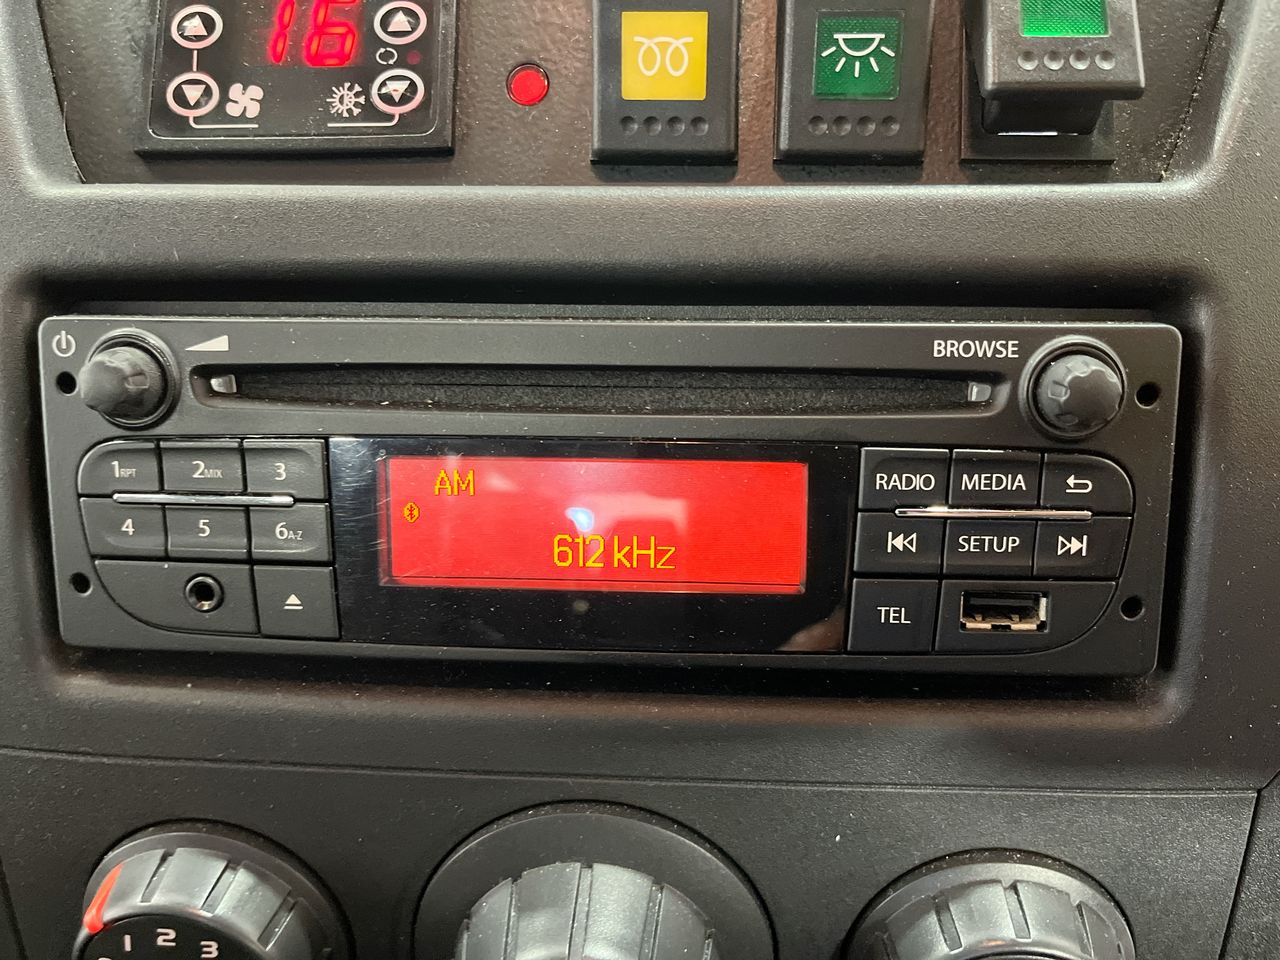 16
BROWSE
1RPT 2MIX 3
4 5 6A-Z
AM
612 kHz
RADIO MEDIA
SETUP
TEL
1 2 3